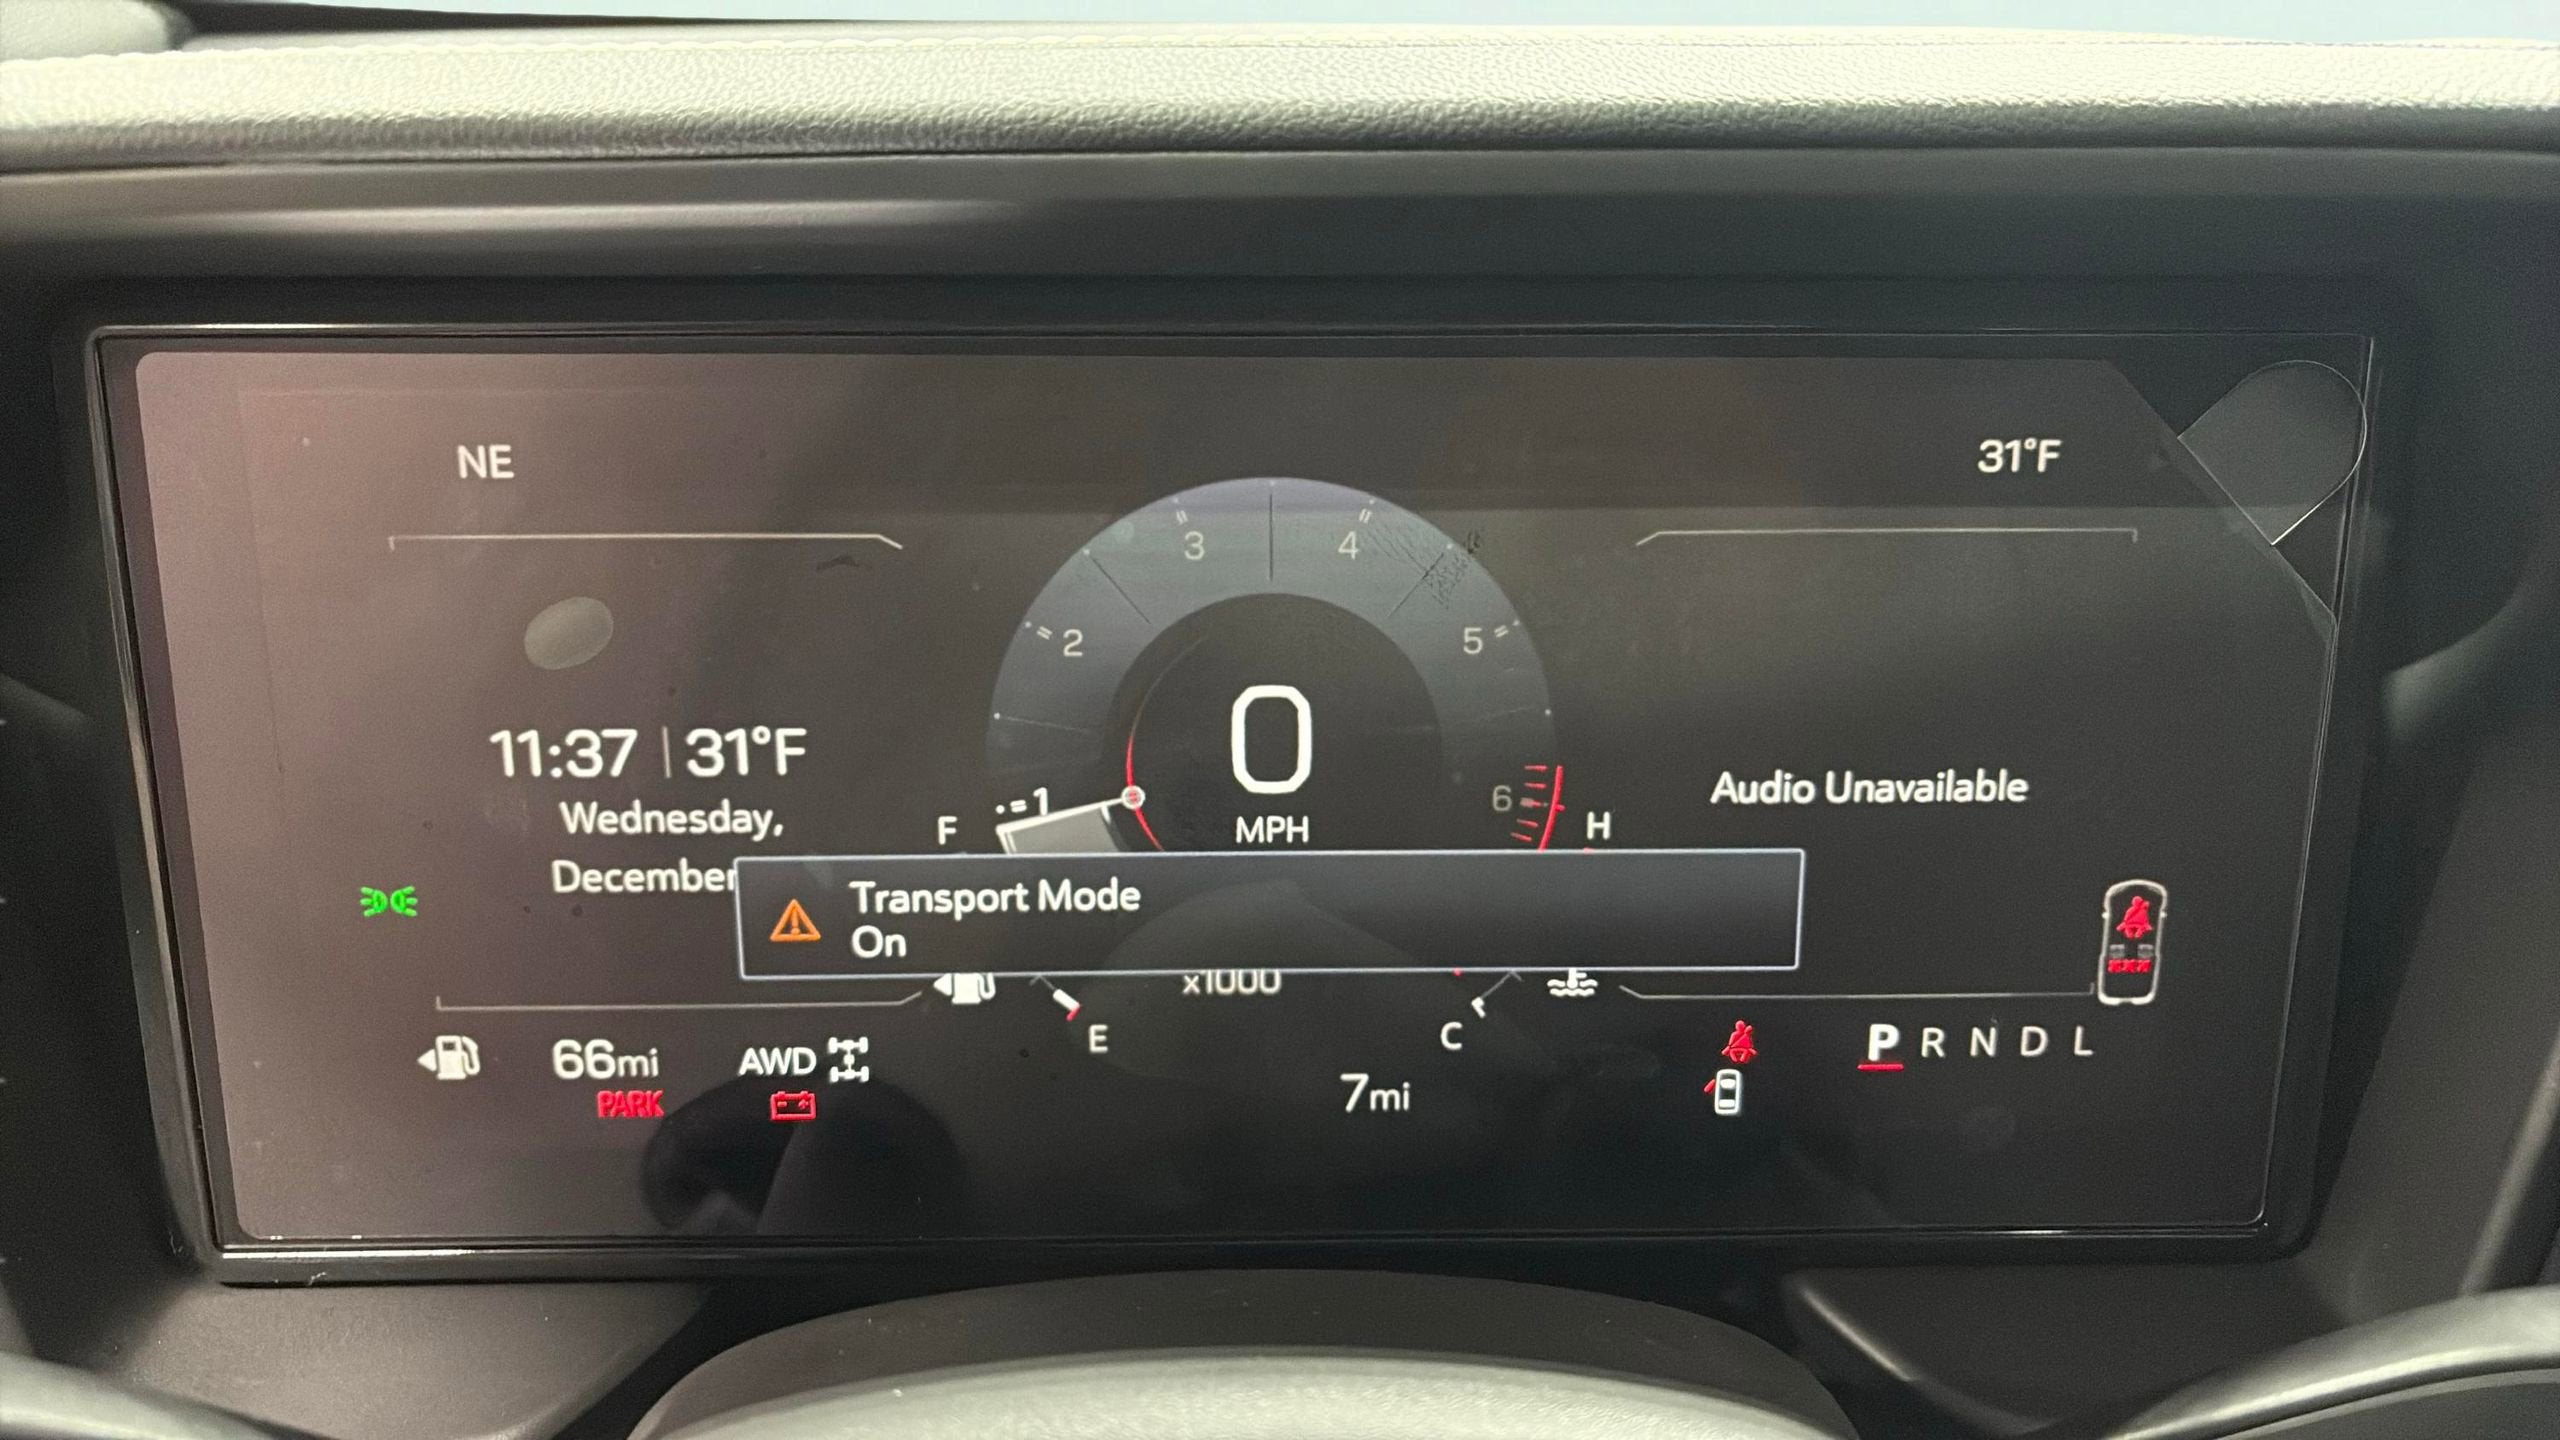 NE
31°F
3
4
2
5
11:37 | 31°F
0
Audio Unavailable
1
6
Wednesday,
F
MPH
H
December
Transport Mode
On
x1000
E
C
66mi
AWD
P R N D L
PARK
7mi